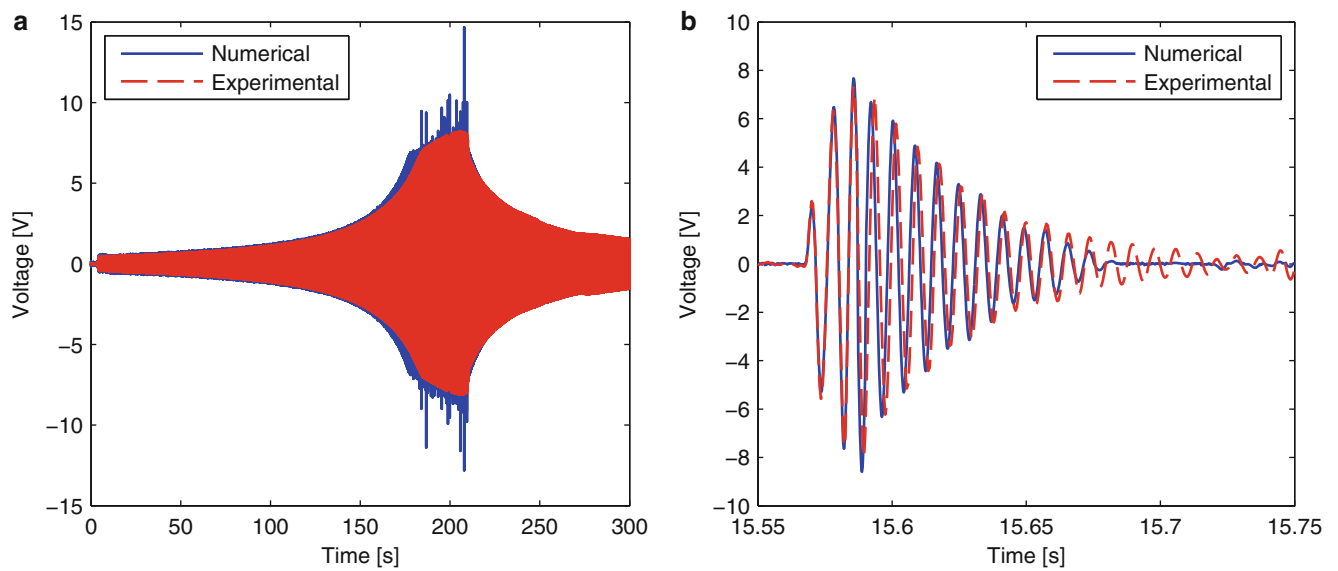 a
15
10
5
0
−5
−10
−15
Voltage [V]
Numerical
Experimental
0 50 100 150 200 250 300
Time [s]
b
10
8
6
4
2
0
−2
−4
−6
−8
−10
Voltage [V]
Numerical
Experimental
15.55 15.6 15.65 15.7 15.75
Time [s]